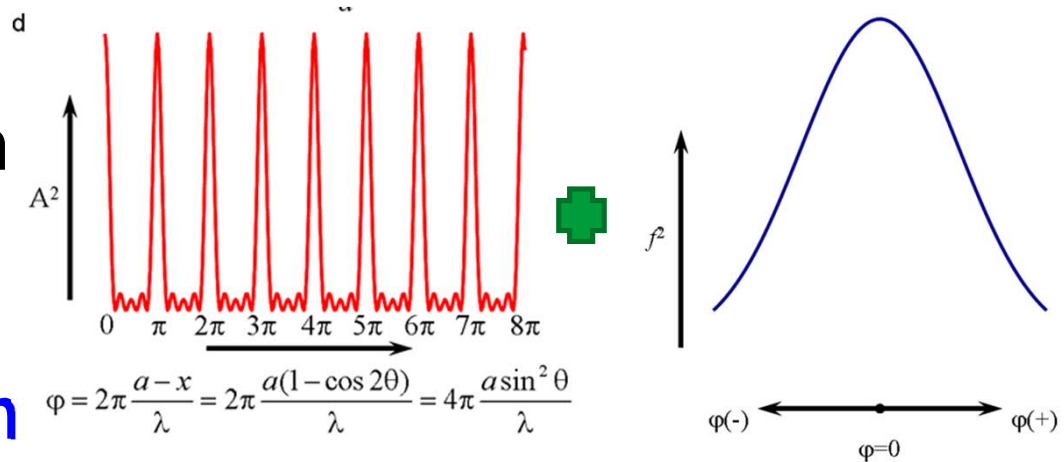 d
A²
0 π 2π 3π 4π 5π 6π 7π 8π
φ = 2π (a − x)/λ = 2π a(1 − cos 2θ)/λ = 4π a sin² θ/λ
f²
φ(-) φ(+)
φ=0